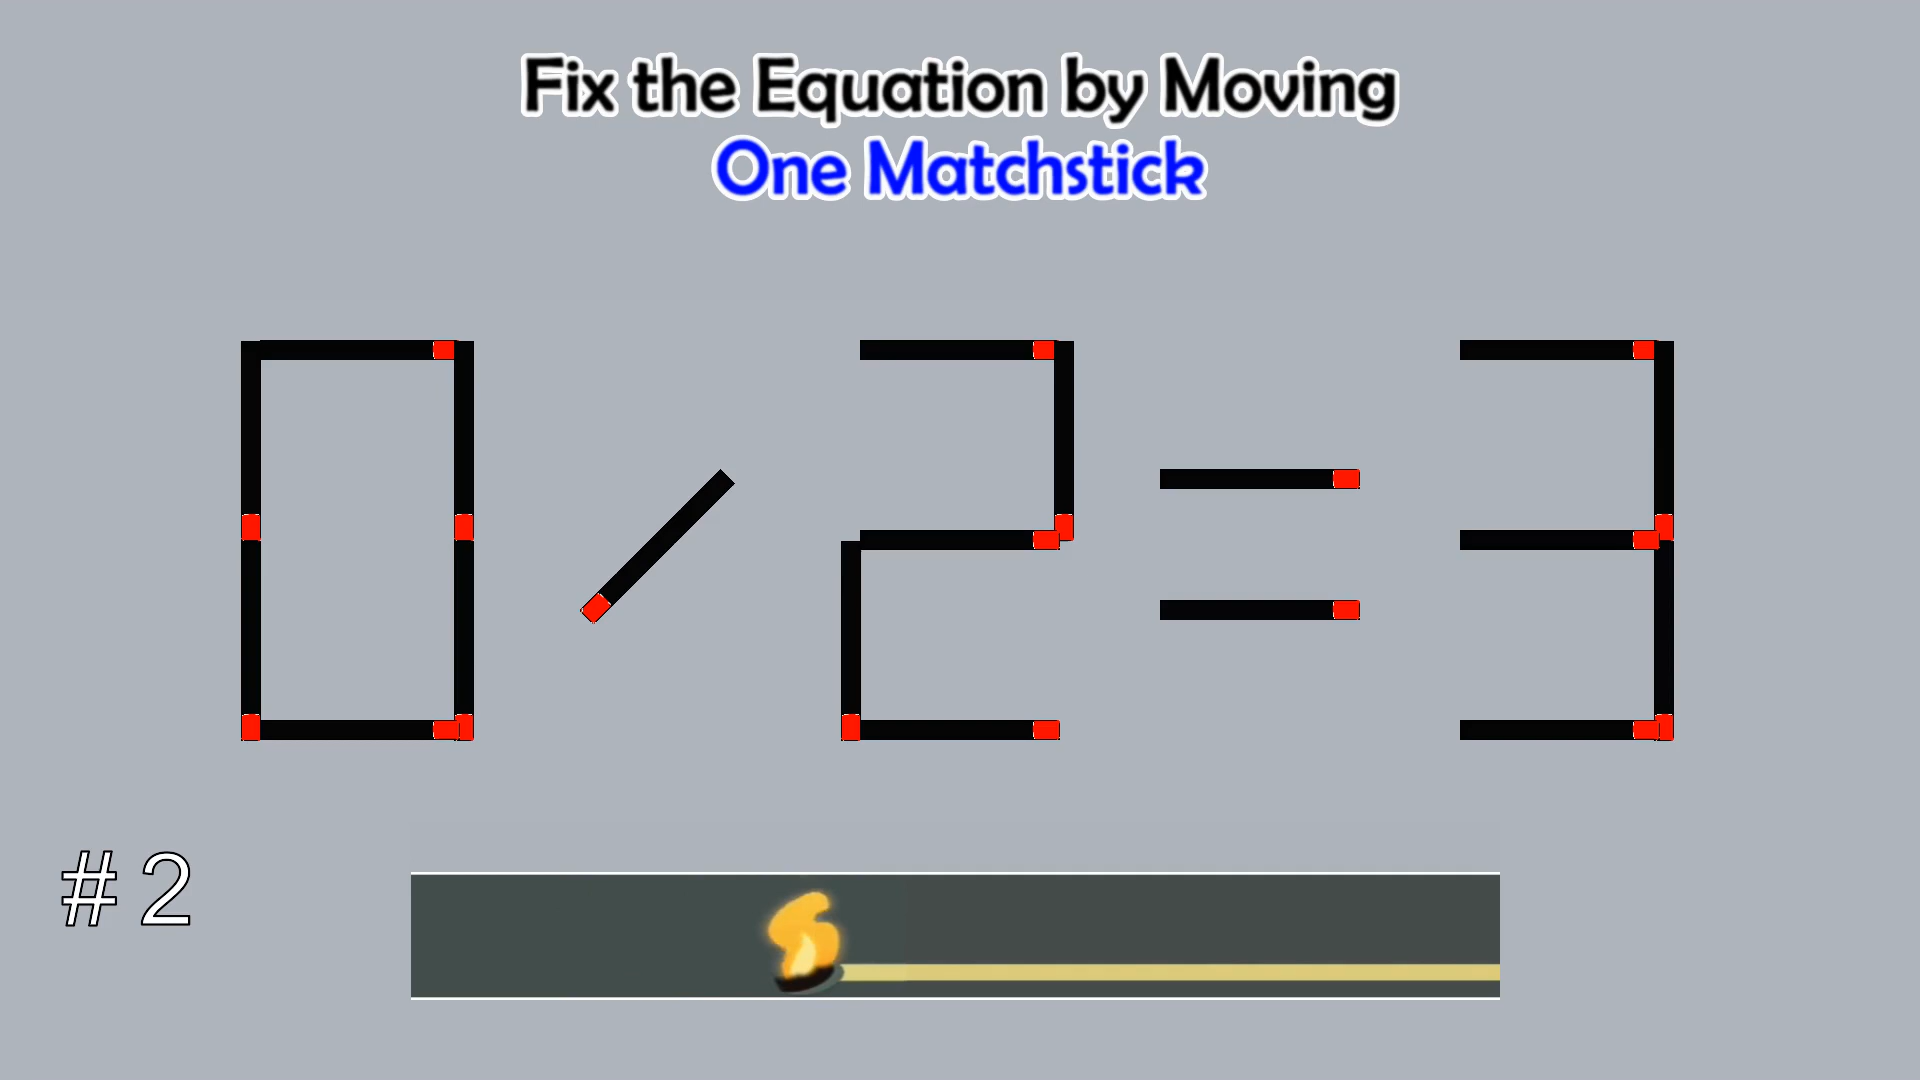 Fix the Equation by Moving
One Matchstick
0 / 2 = 3
#2